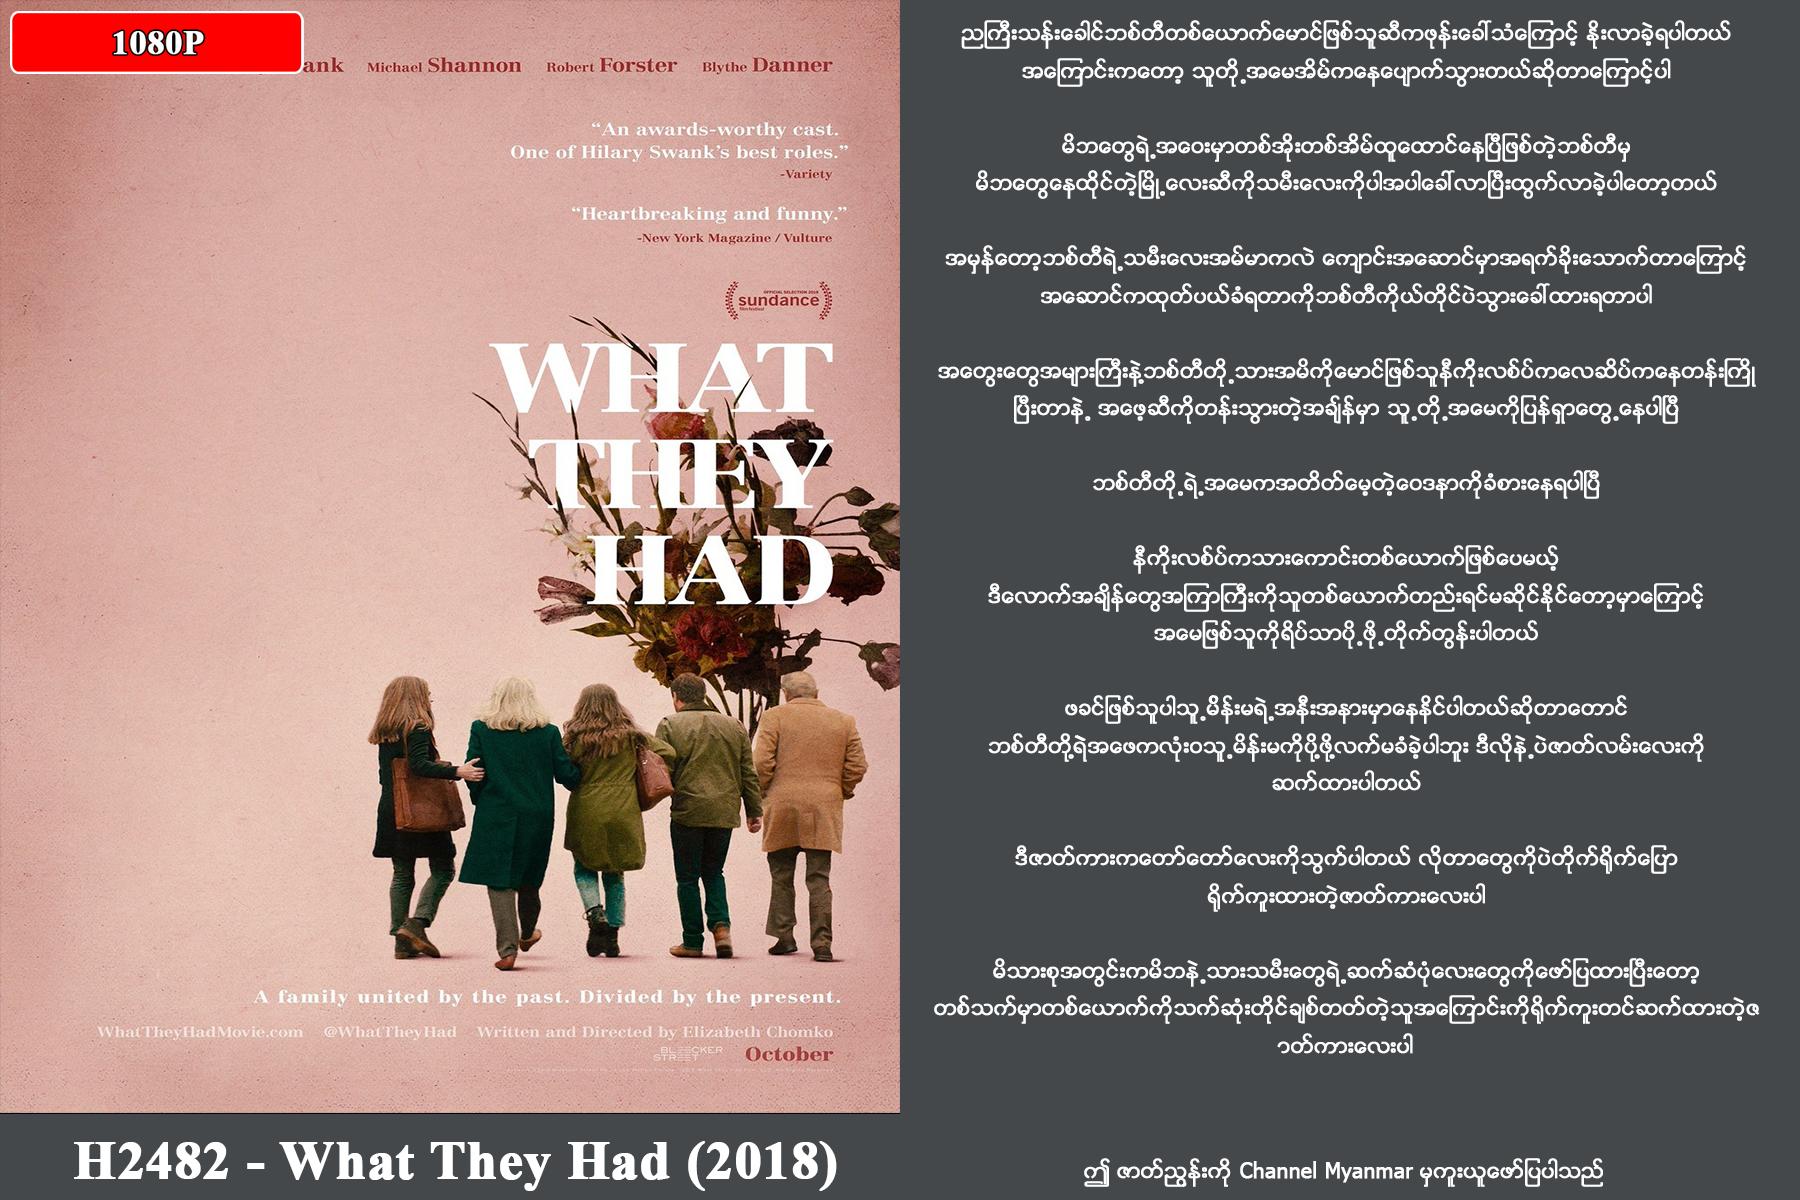 1080P
ank Michael Shannon Robert Forster Blythe Danner
“An awards-worthy cast.
One of Hilary Swank’s best roles.”
-Variety
“Heartbreaking and funny.”
-New York Magazine / Vulture
OFFICIAL SELECTION 2018
sundance
film festival
WHAT
THEY
HAD
A family united by the past. Divided by the present.
WhatTheyHadMovie.com @WhatTheyHad Written and Directed by Elizabeth Chomko
BLEECKER
STREET
October
H2482 - What They Had (2018)
ညကြီးသန်းခေါင်ဘစ်တီတစ်ယောက်မောင်ဖြစ်သူဆီကဖုန်းခေါ်သံကြောင့် နိုးလာခဲ့ရပါတယ်
အကြောင်းကတော့ သူတို့အမေအိမ်ကနေပျောက်သွားတယ်ဆိုတာကြောင့်ပါ
မိဘတွေရဲ့အဝေးမှာတစ်အိုးတစ်အိမ်ထူထောင်နေပြီဖြစ်တဲ့ဘစ်တီမှ
မိဘတွေနေထိုင်တဲ့မြို့လေးဆီကိုသမီးလေးကိုပါအပါခေါ်လာပြီးထွက်လာခဲ့ပါတော့တယ်
အမှန်တော့ဘစ်တီရဲ့သမီးလေးအမ်မာကလဲ ကျောင်းအဆောင်မှာအရက်ခိုးသောက်တာကြောင့်
အဆောင်ကထုတ်ပယ်ခံရတာကိုဘစ်တီကိုယ်တိုင်ပဲသွားခေါ်ထားရတာပါ
အတွေးတွေအများကြီးနဲ့ဘစ်တီတို့သားအမိကိုမောင်ဖြစ်သူနီကိုးလစ်ပ်ကလေဆိပ်ကနေတန်းကြို
ပြီးတာနဲ့ အဖေ့ဆီကိုတန်းသွားတဲ့အချ်ိန်မှာ သူ့တို့အမေကိုပြန်ရှာတွေ့နေပါပြီ
ဘစ်တီတို့ရဲ့အမေကအတိတ်မေ့တဲ့ဝေဒနာကိုခံစားနေရပါပြီ
နီကိုးလစ်ပ်ကသားကောင်းတစ်ယောက်ဖြစ်ပေမယ့်
ဒီလောက်အချိန်တွေအကြာကြီးကိုသူတစ်ယောက်တည်းရင်မဆိုင်နိုင်တော့မှာကြောင့်
အမေဖြစ်သူကိုရိပ်သာပို့ဖို့တိုက်တွန်းပါတယ်
ဖခင်ဖြစ်သူပါသူ့မိန်းမရဲ့အနီးအနားမှာနေနိုင်ပါတယ်ဆိုတာတောင်
ဘစ်တီတို့ရဲအဖေကလုံးဝသူ့မိန်းမကိုပို့ဖို့လက်မခံခဲ့ပါဘူး ဒီလိုနဲ့ပဲဇာတ်လမ်းလေးကို
ဆက်ထားပါတယ်
ဒီဇာတ်ကားကတော်တော်လေးကိုသွက်ပါတယ် လိုတာတွေကိုပဲတိုက်ရိုက်ပြော
ရိုက်ကူးထားတဲ့ဇာတ်ကားလေးပါ
မိသားစုအတွင်းကမိဘနဲ့သားသမီးတွေရဲ့ဆက်ဆံပုံလေးတွေကိုဖော်ပြထားပြီးတော့
တစ်သက်မှာတစ်ယောက်ကိုသက်ဆုံးတိုင်ချစ်တတ်တဲ့သူအကြောင်းကိုရိုက်ကူးတင်ဆက်ထားတဲ့ဇ
ာတ်ကားလေးပါ
ဤ ဇာတ်ညွှန်းကို Channel Myanmar မှကူးယူဖော်ပြပါသည်